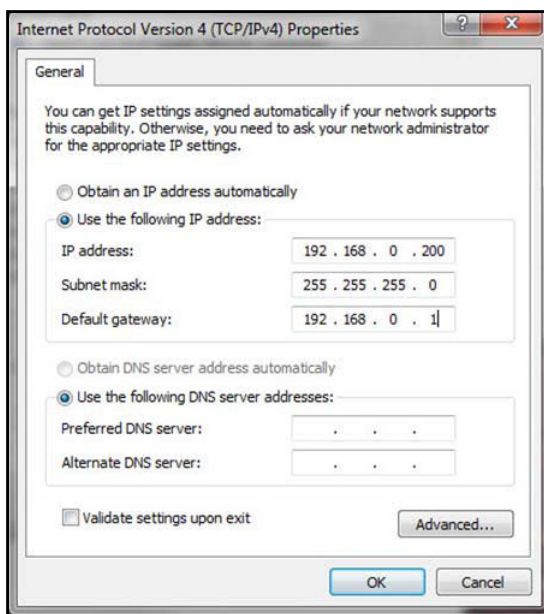 Internet Protocol Version 4 (TCP/IPv4) Properties
General
You can get IP settings assigned automatically if your network supports
this capability. Otherwise, you need to ask your network administrator
for the appropriate IP settings.
Obtain an IP address automatically
Use the following IP address:
IP address: 192 . 168 . 0 . 200
Subnet mask: 255 . 255 . 255 . 0
Default gateway: 192 . 168 . 0 . 1
Obtain DNS server address automatically
Use the following DNS server addresses:
Preferred DNS server: . . .
Alternate DNS server: . . .
Validate settings upon exit
Advanced...
OK Cancel